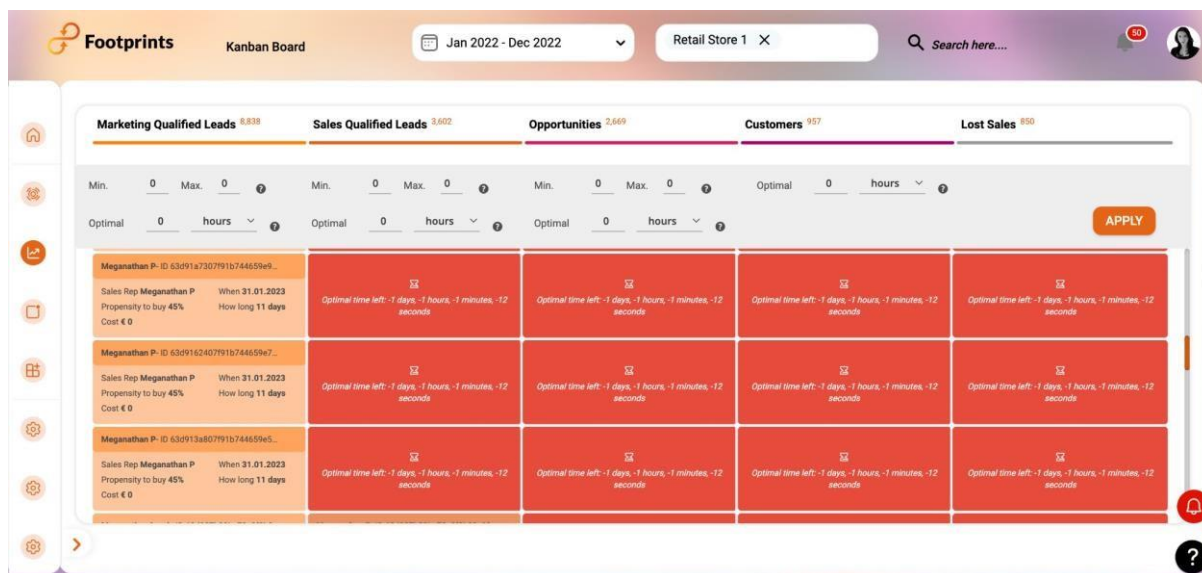 Footprints
Kanban Board
Jan 2022 - Dec 2022
Retail Store 1 X
Search here....
50
Marketing Qualified Leads 8,838
Sales Qualified Leads 3,602
Opportunities 2,669
Customers 957
Lost Sales 850
Min. 0 Max. 0 ?
Min. 0 Max. 0 ?
Min. 0 Max. 0 ?
Optimal 0 hours ?
Optimal 0 hours ?
Optimal 0 hours ?
Optimal 0 hours ?
APPLY
Meganathan P- ID 63d91a7307f91b744659e9...
Sales Rep Meganathan P When 31.01.2023
Propensity to buy 45% How long 11 days
Cost € 0
Optimal time left: -1 days, -1 hours, -1 minutes, -12
seconds
Optimal time left: -1 days, -1 hours, -1 minutes, -12
seconds
Optimal time left: -1 days, -1 hours, -1 minutes, -12
seconds
Optimal time left: -1 days, -1 hours, -1 minutes, -12
seconds
Meganathan P- ID 63d9162407f91b744659e7...
Sales Rep Meganathan P When 31.01.2023
Propensity to buy 45% How long 11 days
Cost € 0
Optimal time left: -1 days, -1 hours, -1 minutes, -12
seconds
Optimal time left: -1 days, -1 hours, -1 minutes, -12
seconds
Optimal time left: -1 days, -1 hours, -1 minutes, -12
seconds
Optimal time left: -1 days, -1 hours, -1 minutes, -12
seconds
Meganathan P- ID 63d913a807f91b744659e5...
Sales Rep Meganathan P When 31.01.2023
Propensity to buy 45% How long 11 days
Cost € 0
Optimal time left: -1 days, -1 hours, -1 minutes, -12
seconds
Optimal time left: -1 days, -1 hours, -1 minutes, -12
seconds
Optimal time left: -1 days, -1 hours, -1 minutes, -12
seconds
Optimal time left: -1 days, -1 hours, -1 minutes, -12
seconds
?